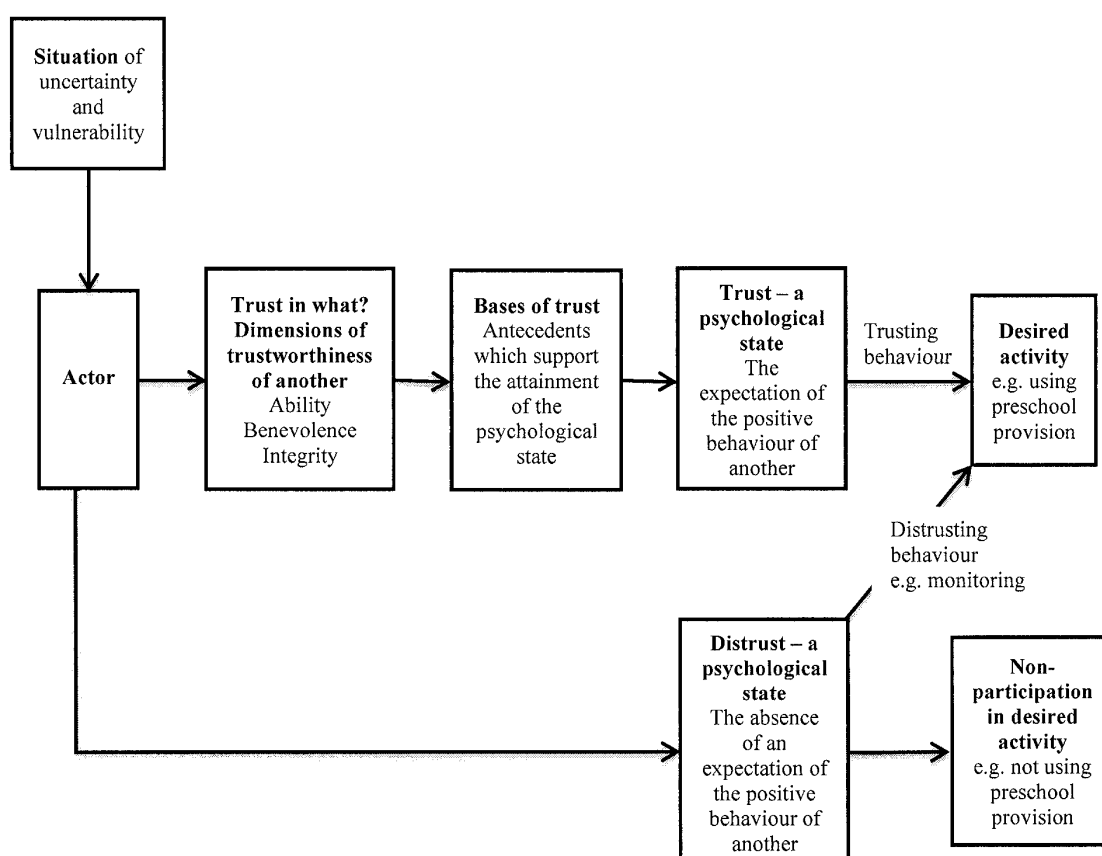 Situation of
uncertainty
and
vulnerability
Actor
Trust in what?
Dimensions of
trustworthiness
of another
Ability
Benevolence
Integrity
Bases of trust
Antecedents
which support
the attainment
of the
psychological
state
Trust – a
psychological
state
The
expectation of
the positive
behaviour of
another
Trusting
behaviour
Desired
activity
e.g. using
preschool
provision
Distrusting
behaviour
e.g. monitoring
Distrust – a
psychological
state
The absence
of an
expectation of
the positive
behaviour of
another
Non-
participation
in desired
activity
e.g. not using
preschool
provision